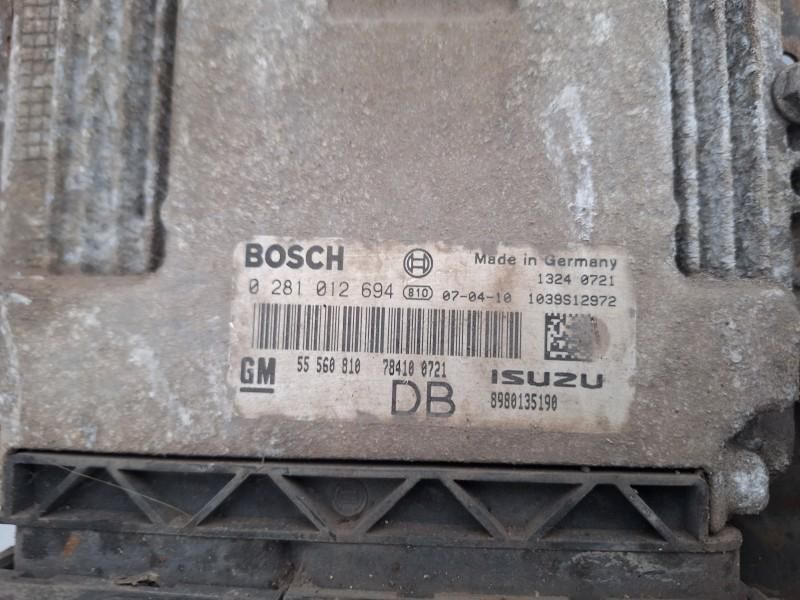 BOSCH Made in Germany
1324 0721
0 281 012 694 810 07-04-10 1039S12972
GM 55 560 810 78410 0721 ISUZU
DB 8980135190